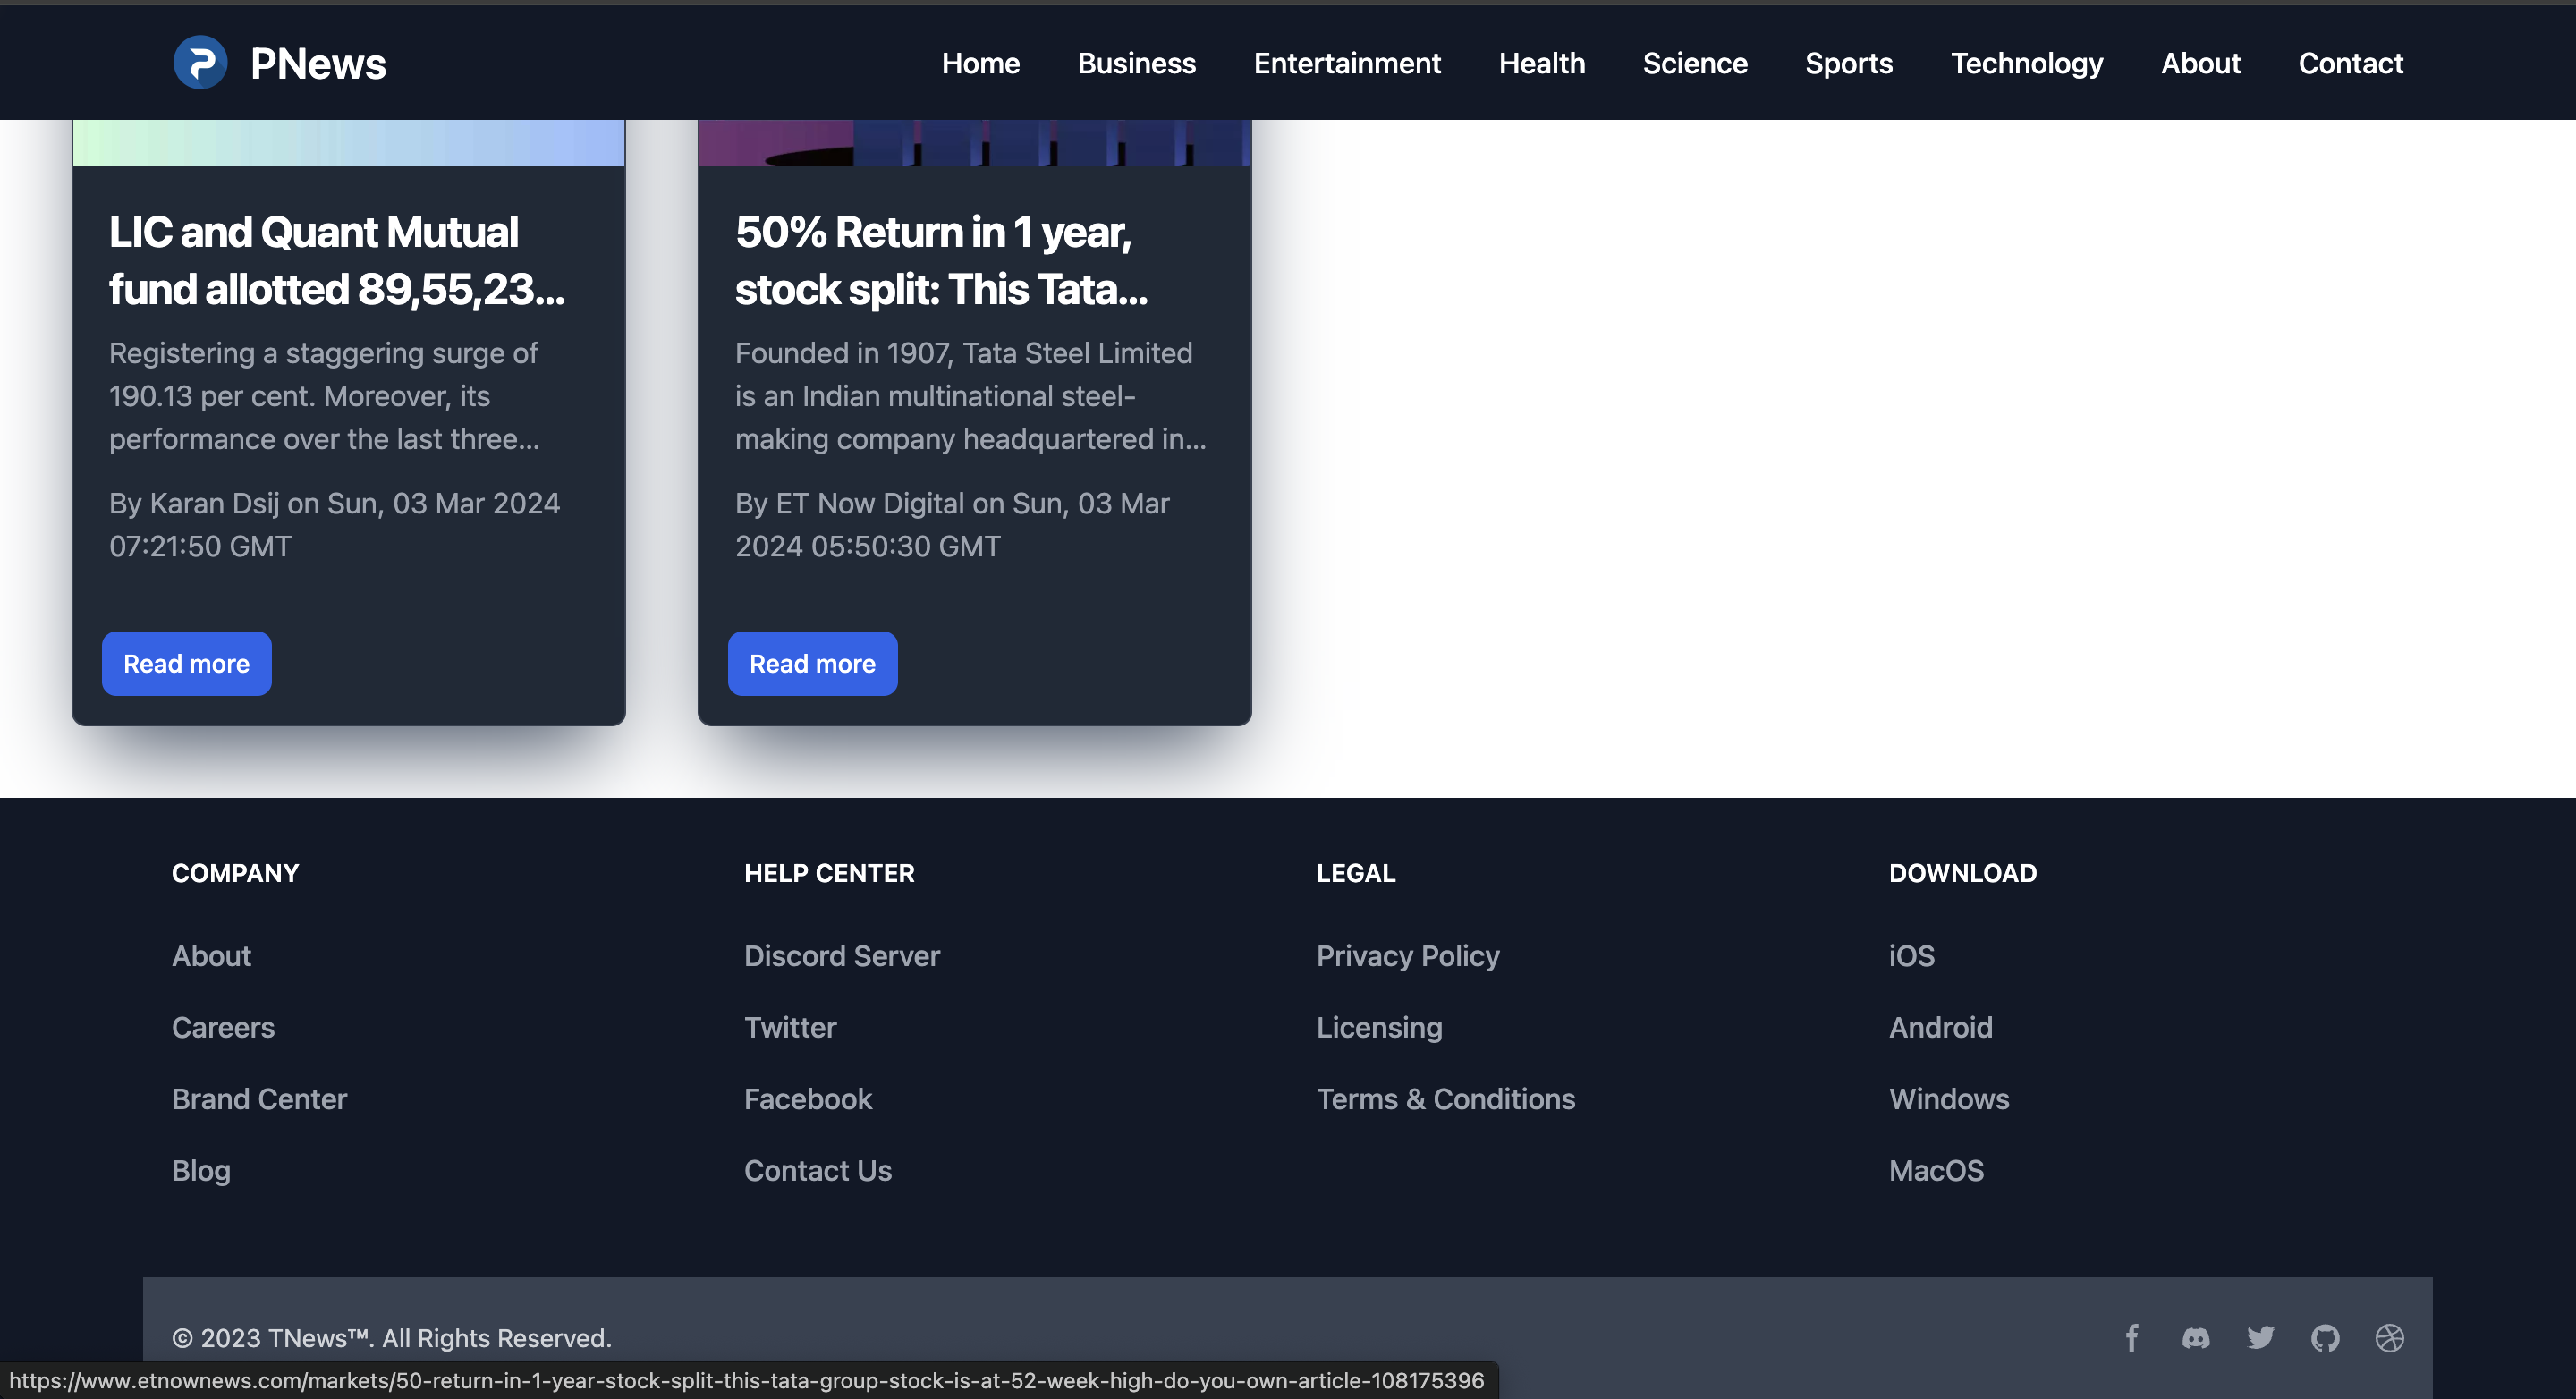 PNews
Home Business Entertainment Health Science Sports Technology About Contact
LIC and Quant Mutual
fund allotted 89,55,23...
Registering a staggering surge of
190.13 per cent. Moreover, its
performance over the last three...
By Karan Dsij on Sun, 03 Mar 2024
07:21:50 GMT
Read more
50% Return in 1 year,
stock split: This Tata...
Founded in 1907, Tata Steel Limited
is an Indian multinational steel-
making company headquartered in...
By ET Now Digital on Sun, 03 Mar
2024 05:50:30 GMT
Read more
COMPANY
About
Careers
Brand Center
Blog
HELP CENTER
Discord Server
Twitter
Facebook
Contact Us
LEGAL
Privacy Policy
Licensing
Terms & Conditions
DOWNLOAD
iOS
Android
Windows
MacOS
© 2023 TNews™. All Rights Reserved.
https://www.etnownews.com/markets/50-return-in-1-year-stock-split-this-tata-group-stock-is-at-52-week-high-do-you-own-article-108175396